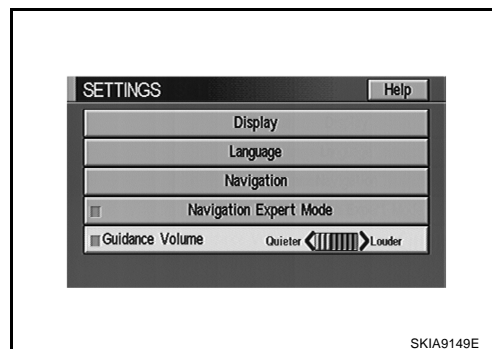 SETTINGS Help
Display
Language
Navigation
Navigation Expert Mode
Guidance Volume Quieter Louder
SKIA9149E